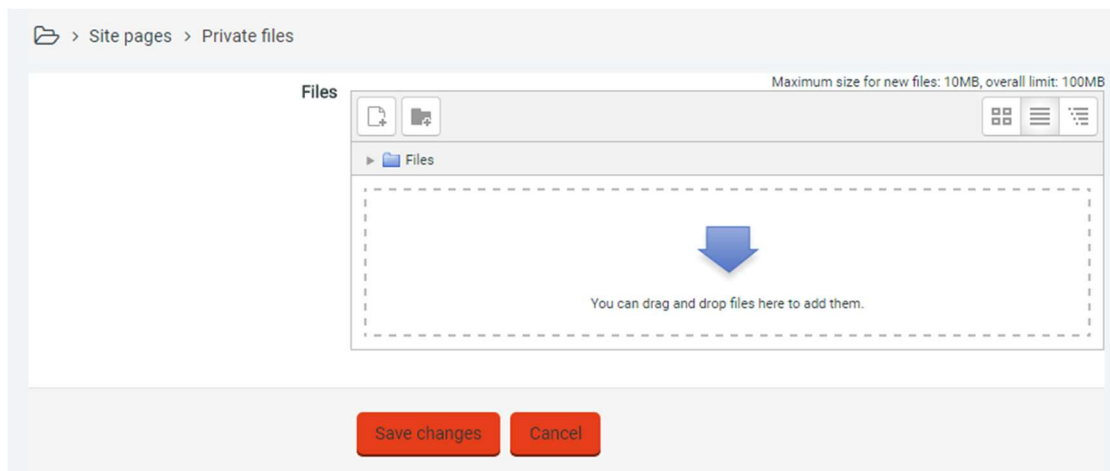 > Site pages > Private files
Maximum size for new files: 10MB, overall limit: 100MB
Files
Files
You can drag and drop files here to add them.
Save changes Cancel